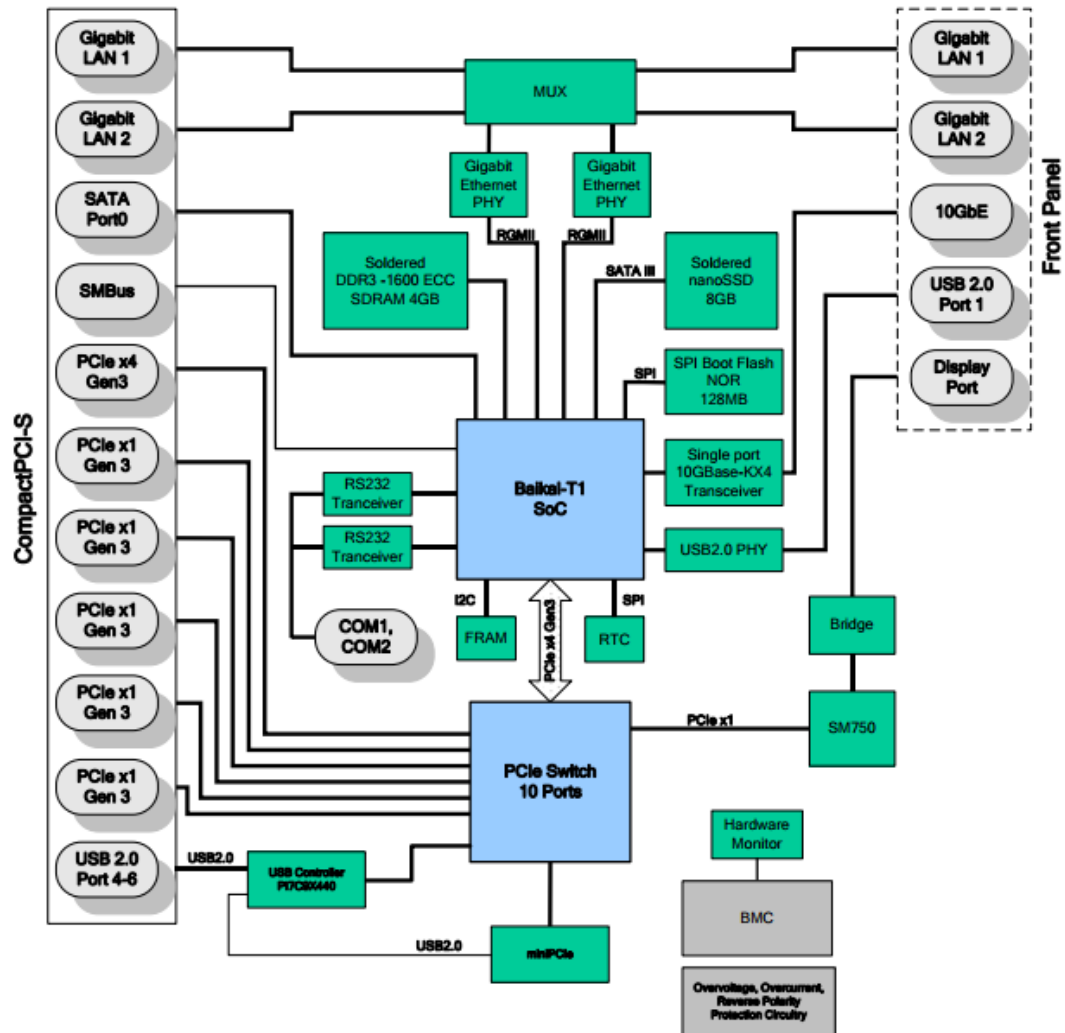 CompactPCI-S
Gigabit
LAN 1
Gigabit
LAN 2
SATA
Port0
SMBus
PCIe x4
Gen3
PCIe x1
Gen 3
PCIe x1
Gen 3
PCIe x1
Gen 3
PCIe x1
Gen 3
PCIe x1
Gen 3
USB 2.0
Port 4-6
MUX
Gigabit
Ethernet
PHY
Gigabit
Ethernet
PHY
RGMII
RGMII
Soldered
DDR3 -1600 ECC
SDRAM 4GB
SATA III
Soldered
nanoSSD
8GB
SPI
SPI Boot Flash
NOR
128MB
Baikal-T1
SoC
Single port
10GBase-KX4
Transceiver
RS232
Tranceiver
RS232
Tranceiver
USB2.0 PHY
COM1,
COM2
I2C
FRAM
PCIe x4 Gen3
SPI
RTC
Bridge
PCIe x1
SM750
PCIe Switch
10 Ports
USB2.0
USB Controller
PI7C9X440
USB2.0
miniPCIe
Hardware
Monitor
BMC
Overvoltage, Overcurrent,
Reverse Polarity
Protection Circuitry
Front Panel
Gigabit
LAN 1
Gigabit
LAN 2
10GbE
USB 2.0
Port 1
Display
Port